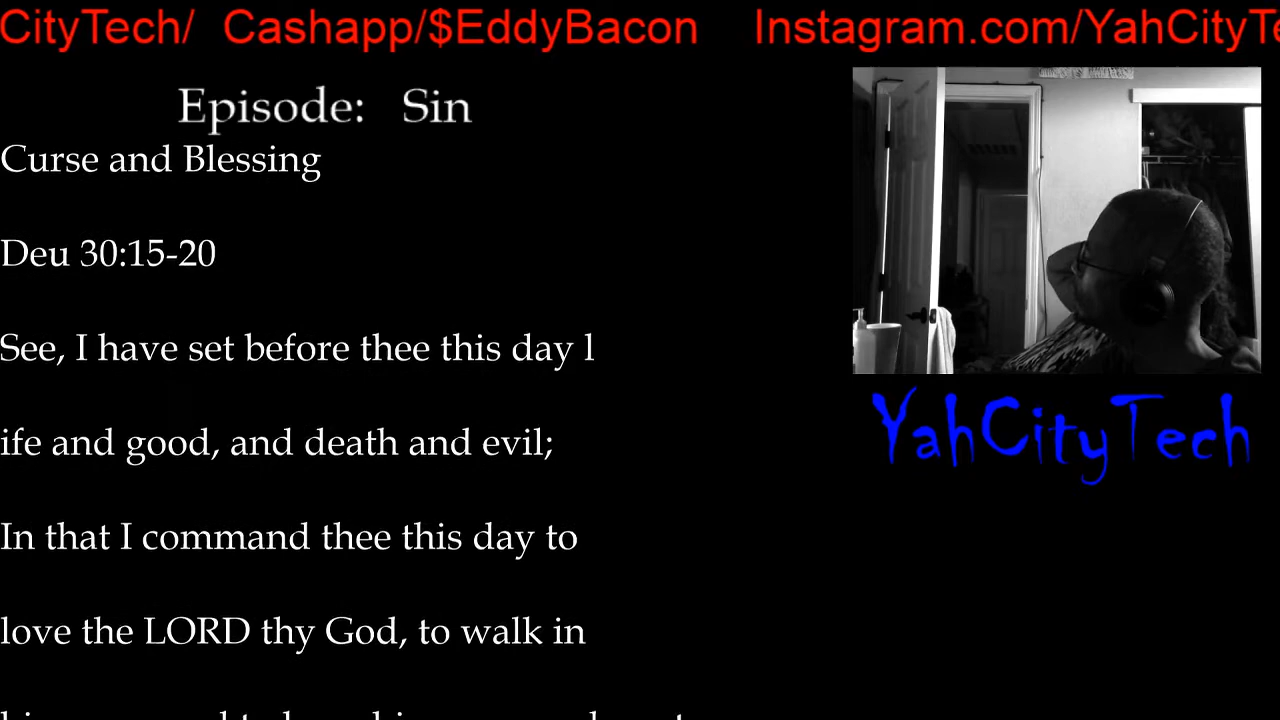 CityTech/  Cashapp/$EddyBacon    Instagram.com/YahCityTe
Episode:   Sin
Curse and Blessing
Deu 30:15-20
See, I have set before thee this day l
ife and good, and death and evil;
In that I command thee this day to
love the LORD thy God, to walk in
YahCityTech